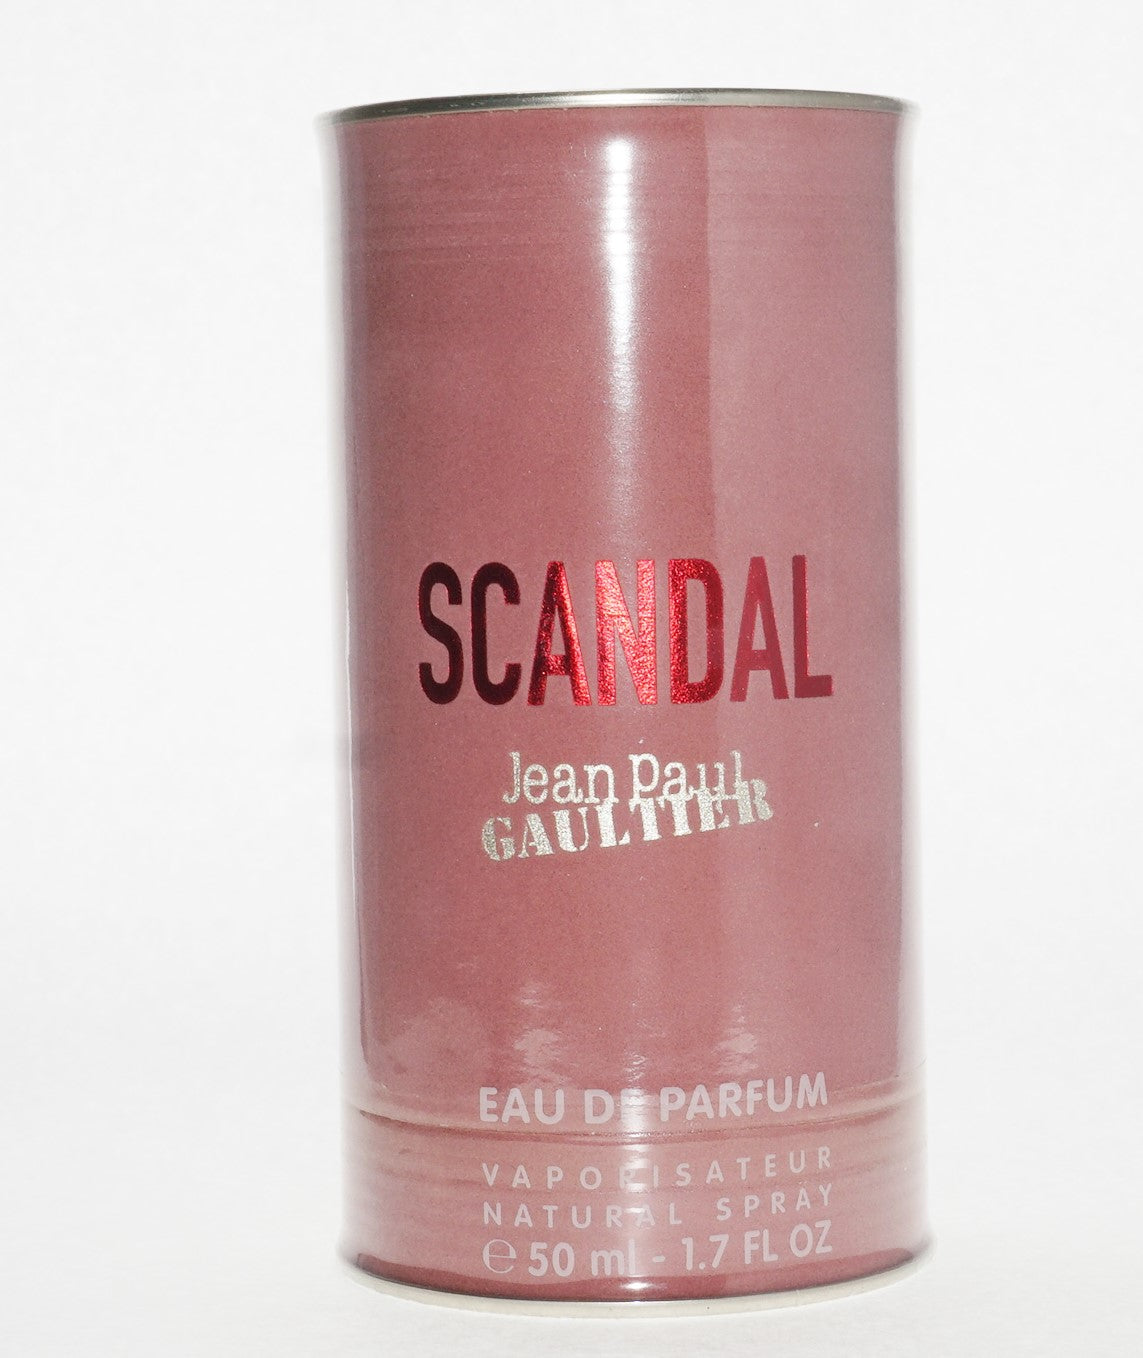 SCANDAL
Jean Paul
GAULTIER
EAU DE PARFUM
VAPORISATEUR
NATURAL SPRAY
℮ 50 ml - 1.7 FL OZ